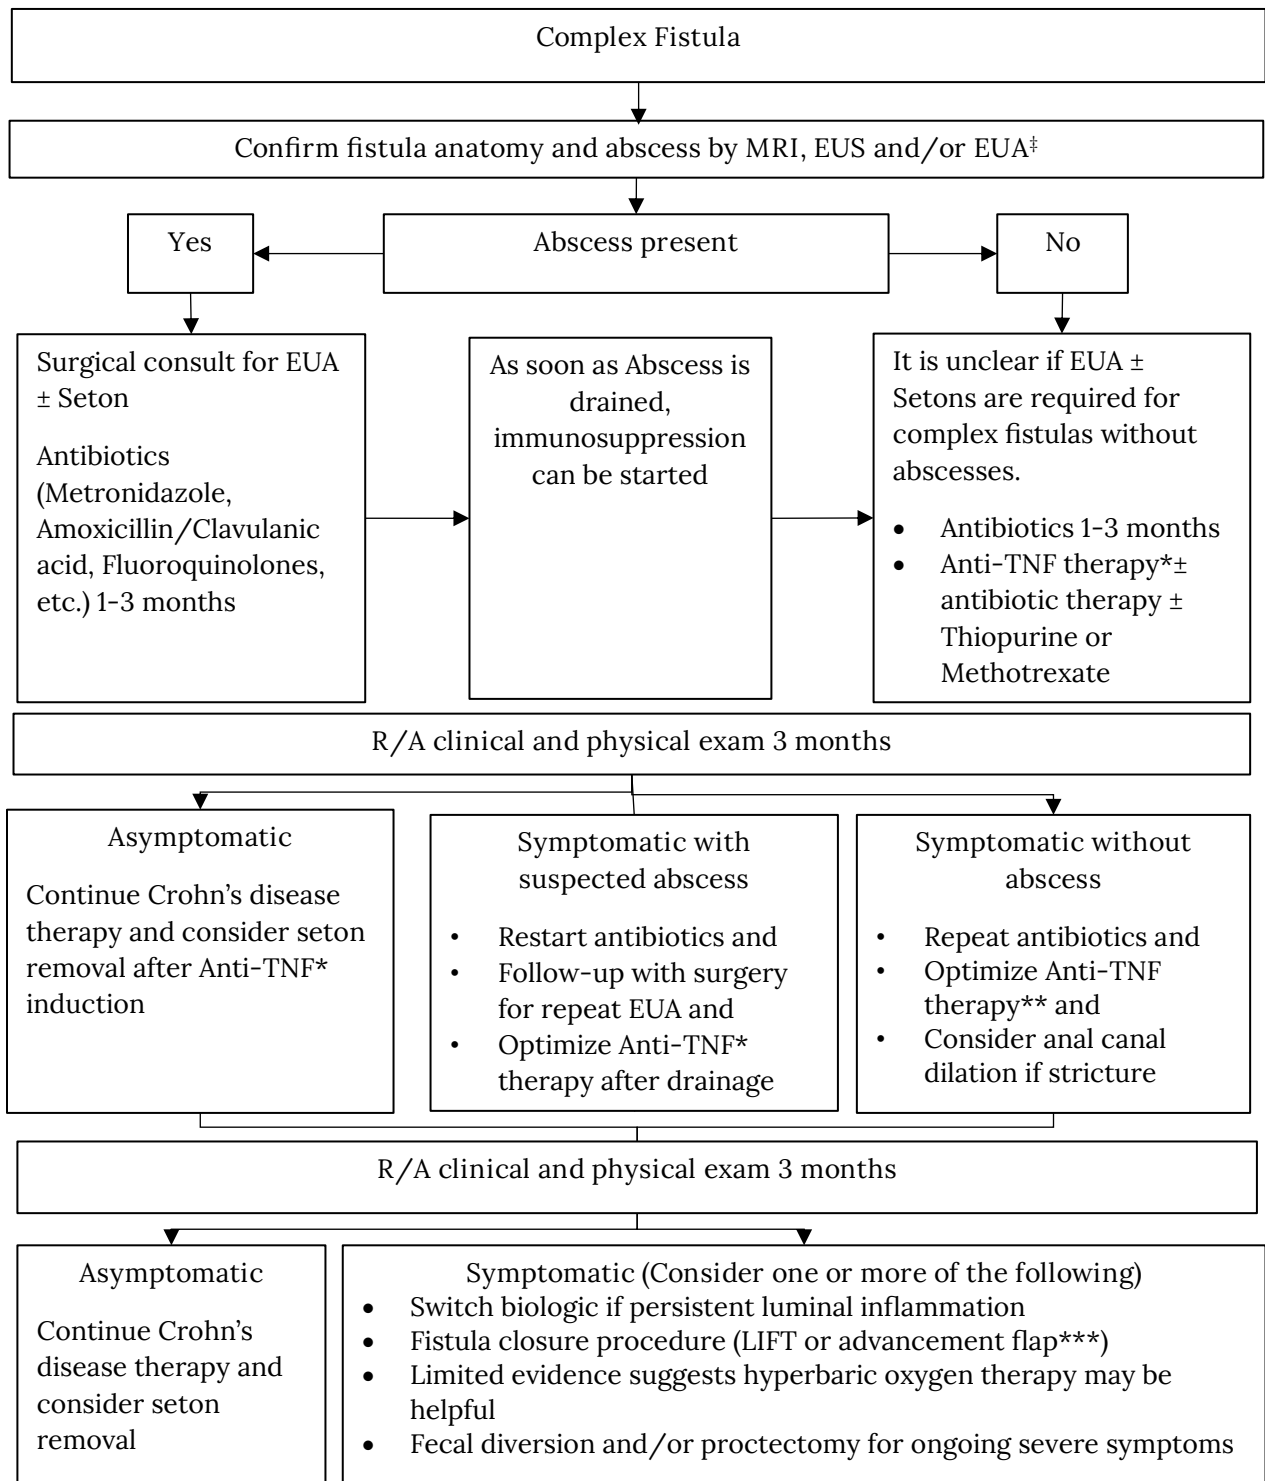 Complex Fistula
Confirm fistula anatomy and abscess by MRI, EUS and/or EUA‡
Yes
Abscess present
No
Surgical consult for EUA
± Seton
Antibiotics
(Metronidazole,
Amoxicillin/Clavulanic
acid, Fluoroquinolones,
etc.) 1-3 months
As soon as Abscess is
drained,
immunosuppression
can be started
It is unclear if EUA ±
Setons are required for
complex fistulas without
abscesses.
• Antibiotics 1-3 months
• Anti-TNF therapy*±
antibiotic therapy ±
Thiopurine or
Methotrexate
R/A clinical and physical exam 3 months
Asymptomatic
Continue Crohn’s disease
therapy and consider seton
removal after Anti-TNF*
induction
Symptomatic with
suspected abscess
• Restart antibiotics and
• Follow-up with surgery
for repeat EUA and
• Optimize Anti-TNF*
therapy after drainage
Symptomatic without
abscess
• Repeat antibiotics and
• Optimize Anti-TNF
therapy** and
• Consider anal canal
dilation if stricture
R/A clinical and physical exam 3 months
Asymptomatic
Continue Crohn’s
disease therapy and
consider seton
removal
Symptomatic (Consider one or more of the following)
• Switch biologic if persistent luminal inflammation
• Fistula closure procedure (LIFT or advancement flap***)
• Limited evidence suggests hyperbaric oxygen therapy may be
helpful
• Fecal diversion and/or proctectomy for ongoing severe symptoms